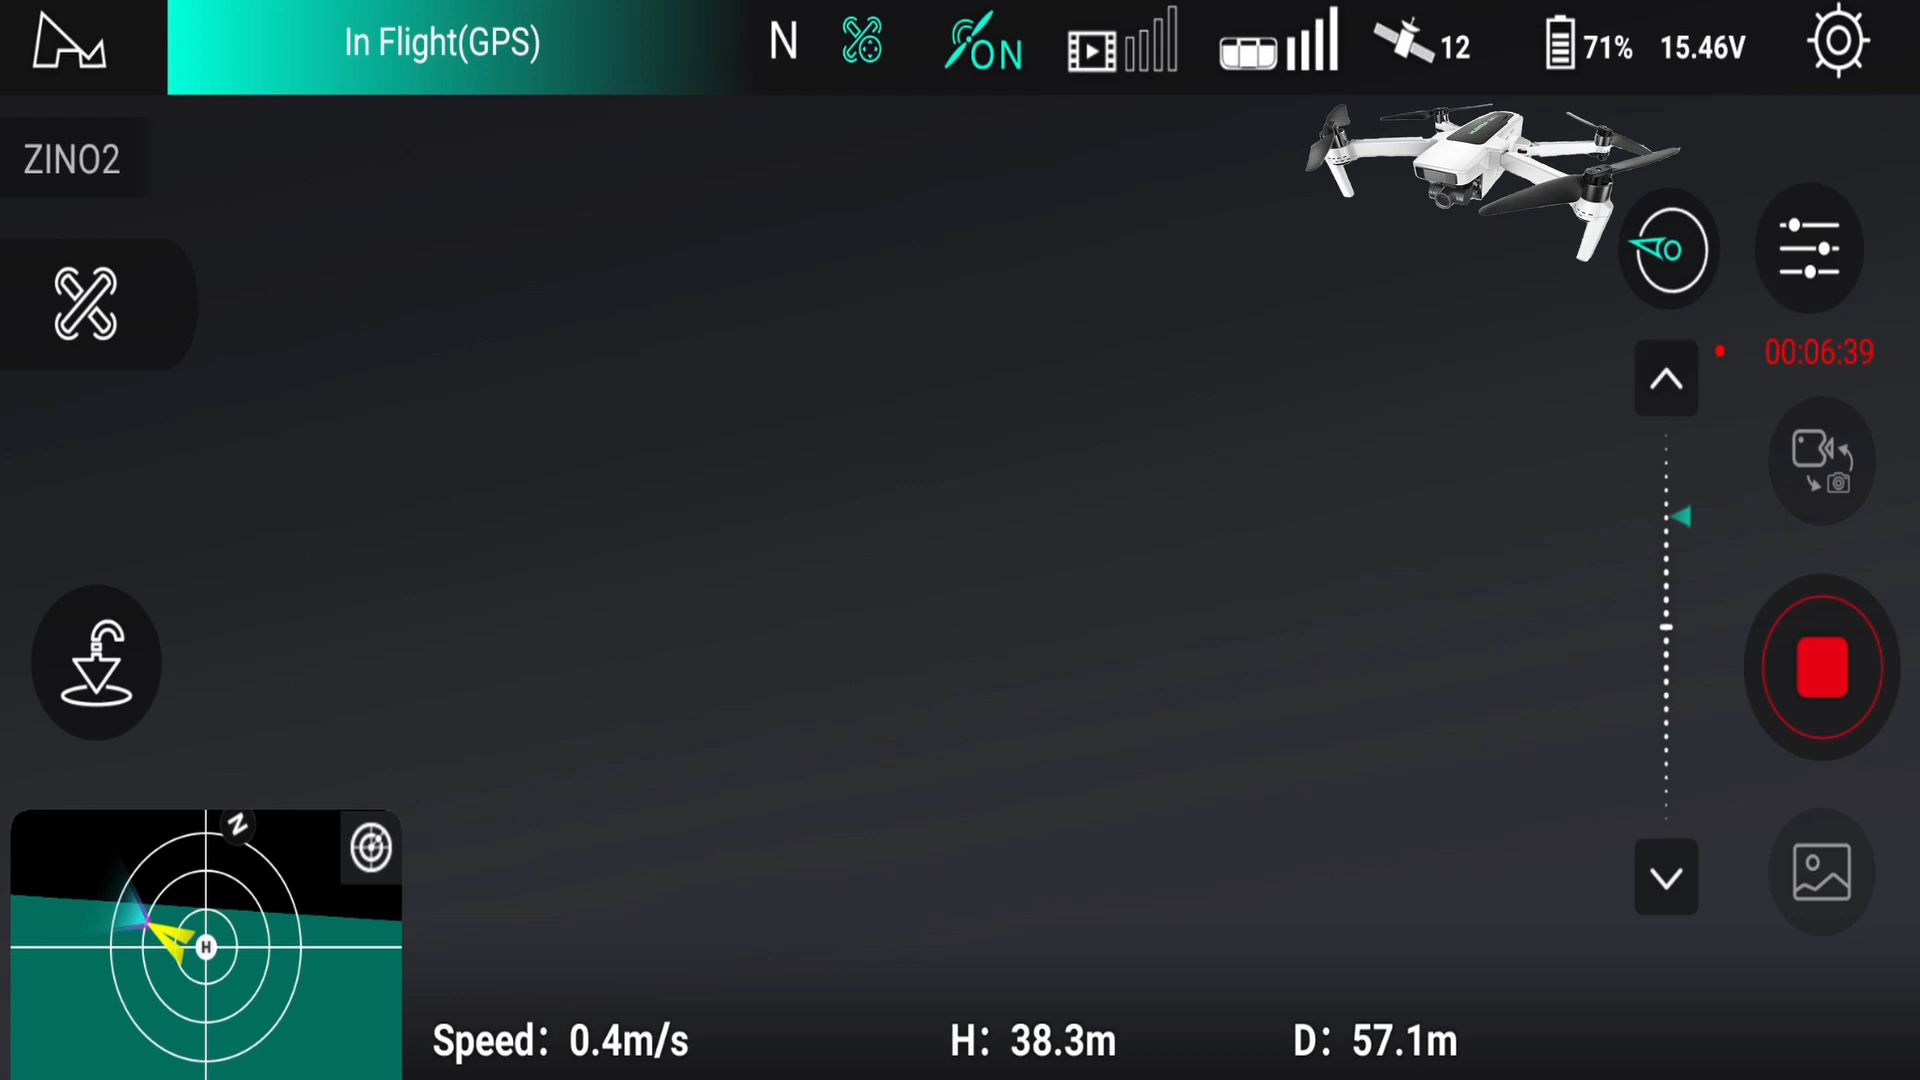 In Flight(GPS)
N
ON
12
71%
15.46V
ZINO2
00:06:39
N
H
Speed: 0.4m/s
H: 38.3m
D: 57.1m